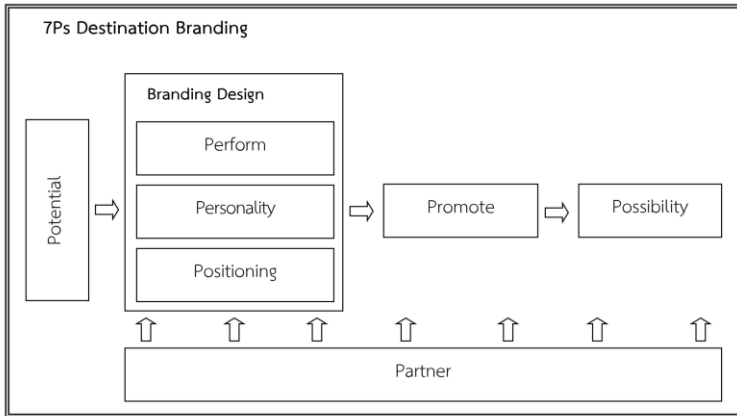 7Ps Destination Branding
Branding Design
Perform
Potential
Personality
Promote
Possibility
Positioning
Partner